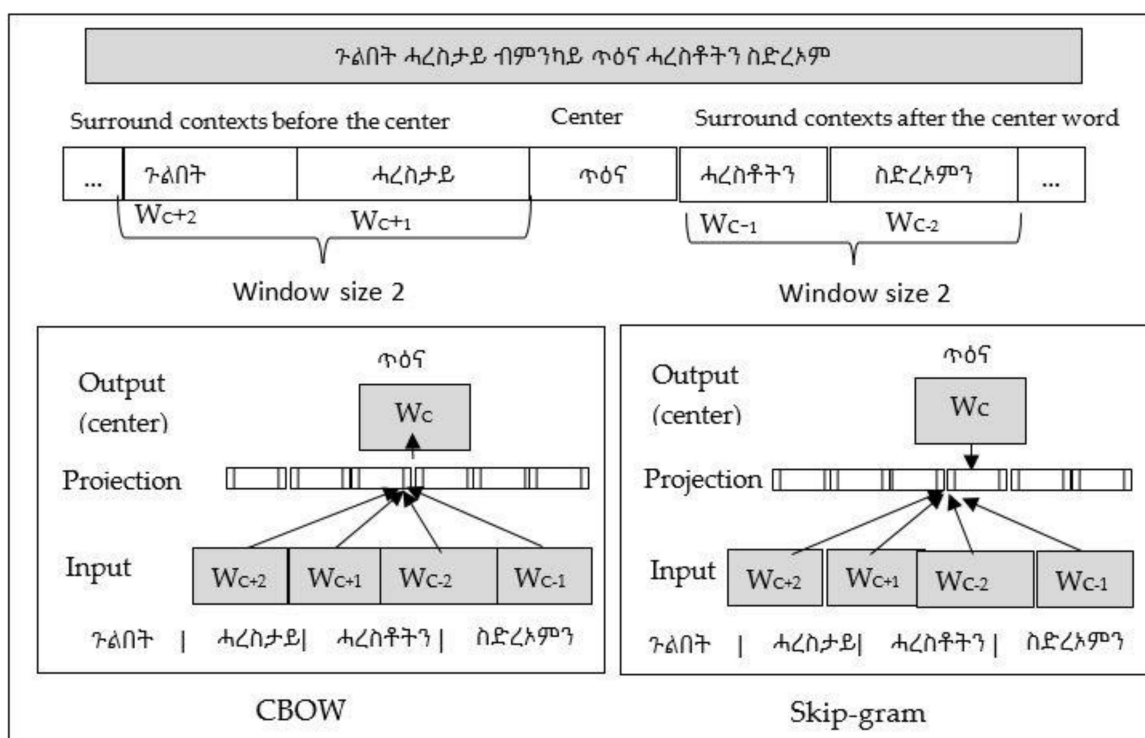 ጉልበት ሓረስታይ ብምንካይ ጥዕና ሓረስቶትን ስድረኦም
Surround contexts before the center Center Surround contexts after the center word
... ጉልበት ሓረስታይ ጥዕና ሓረስቶትን ስድረኦምን ...
WC+2 WC+1 WC-1 WC-2
Window size 2 Window size 2
ጥዕና
Output
(center)
WC
Projection
Input
WC+2 WC+1 WC-2 WC-1
ጉልበት | ሓረስታይ| ሓረስቶትን | ስድረኦምን
CBOW
ጥዕና
Output
(center)
WC
Projection
Input
WC+2 WC+1 WC-2 WC-1
ጉልበት | ሓረስታይ| ሓረስቶትን | ስድረኦምን
Skip-gram